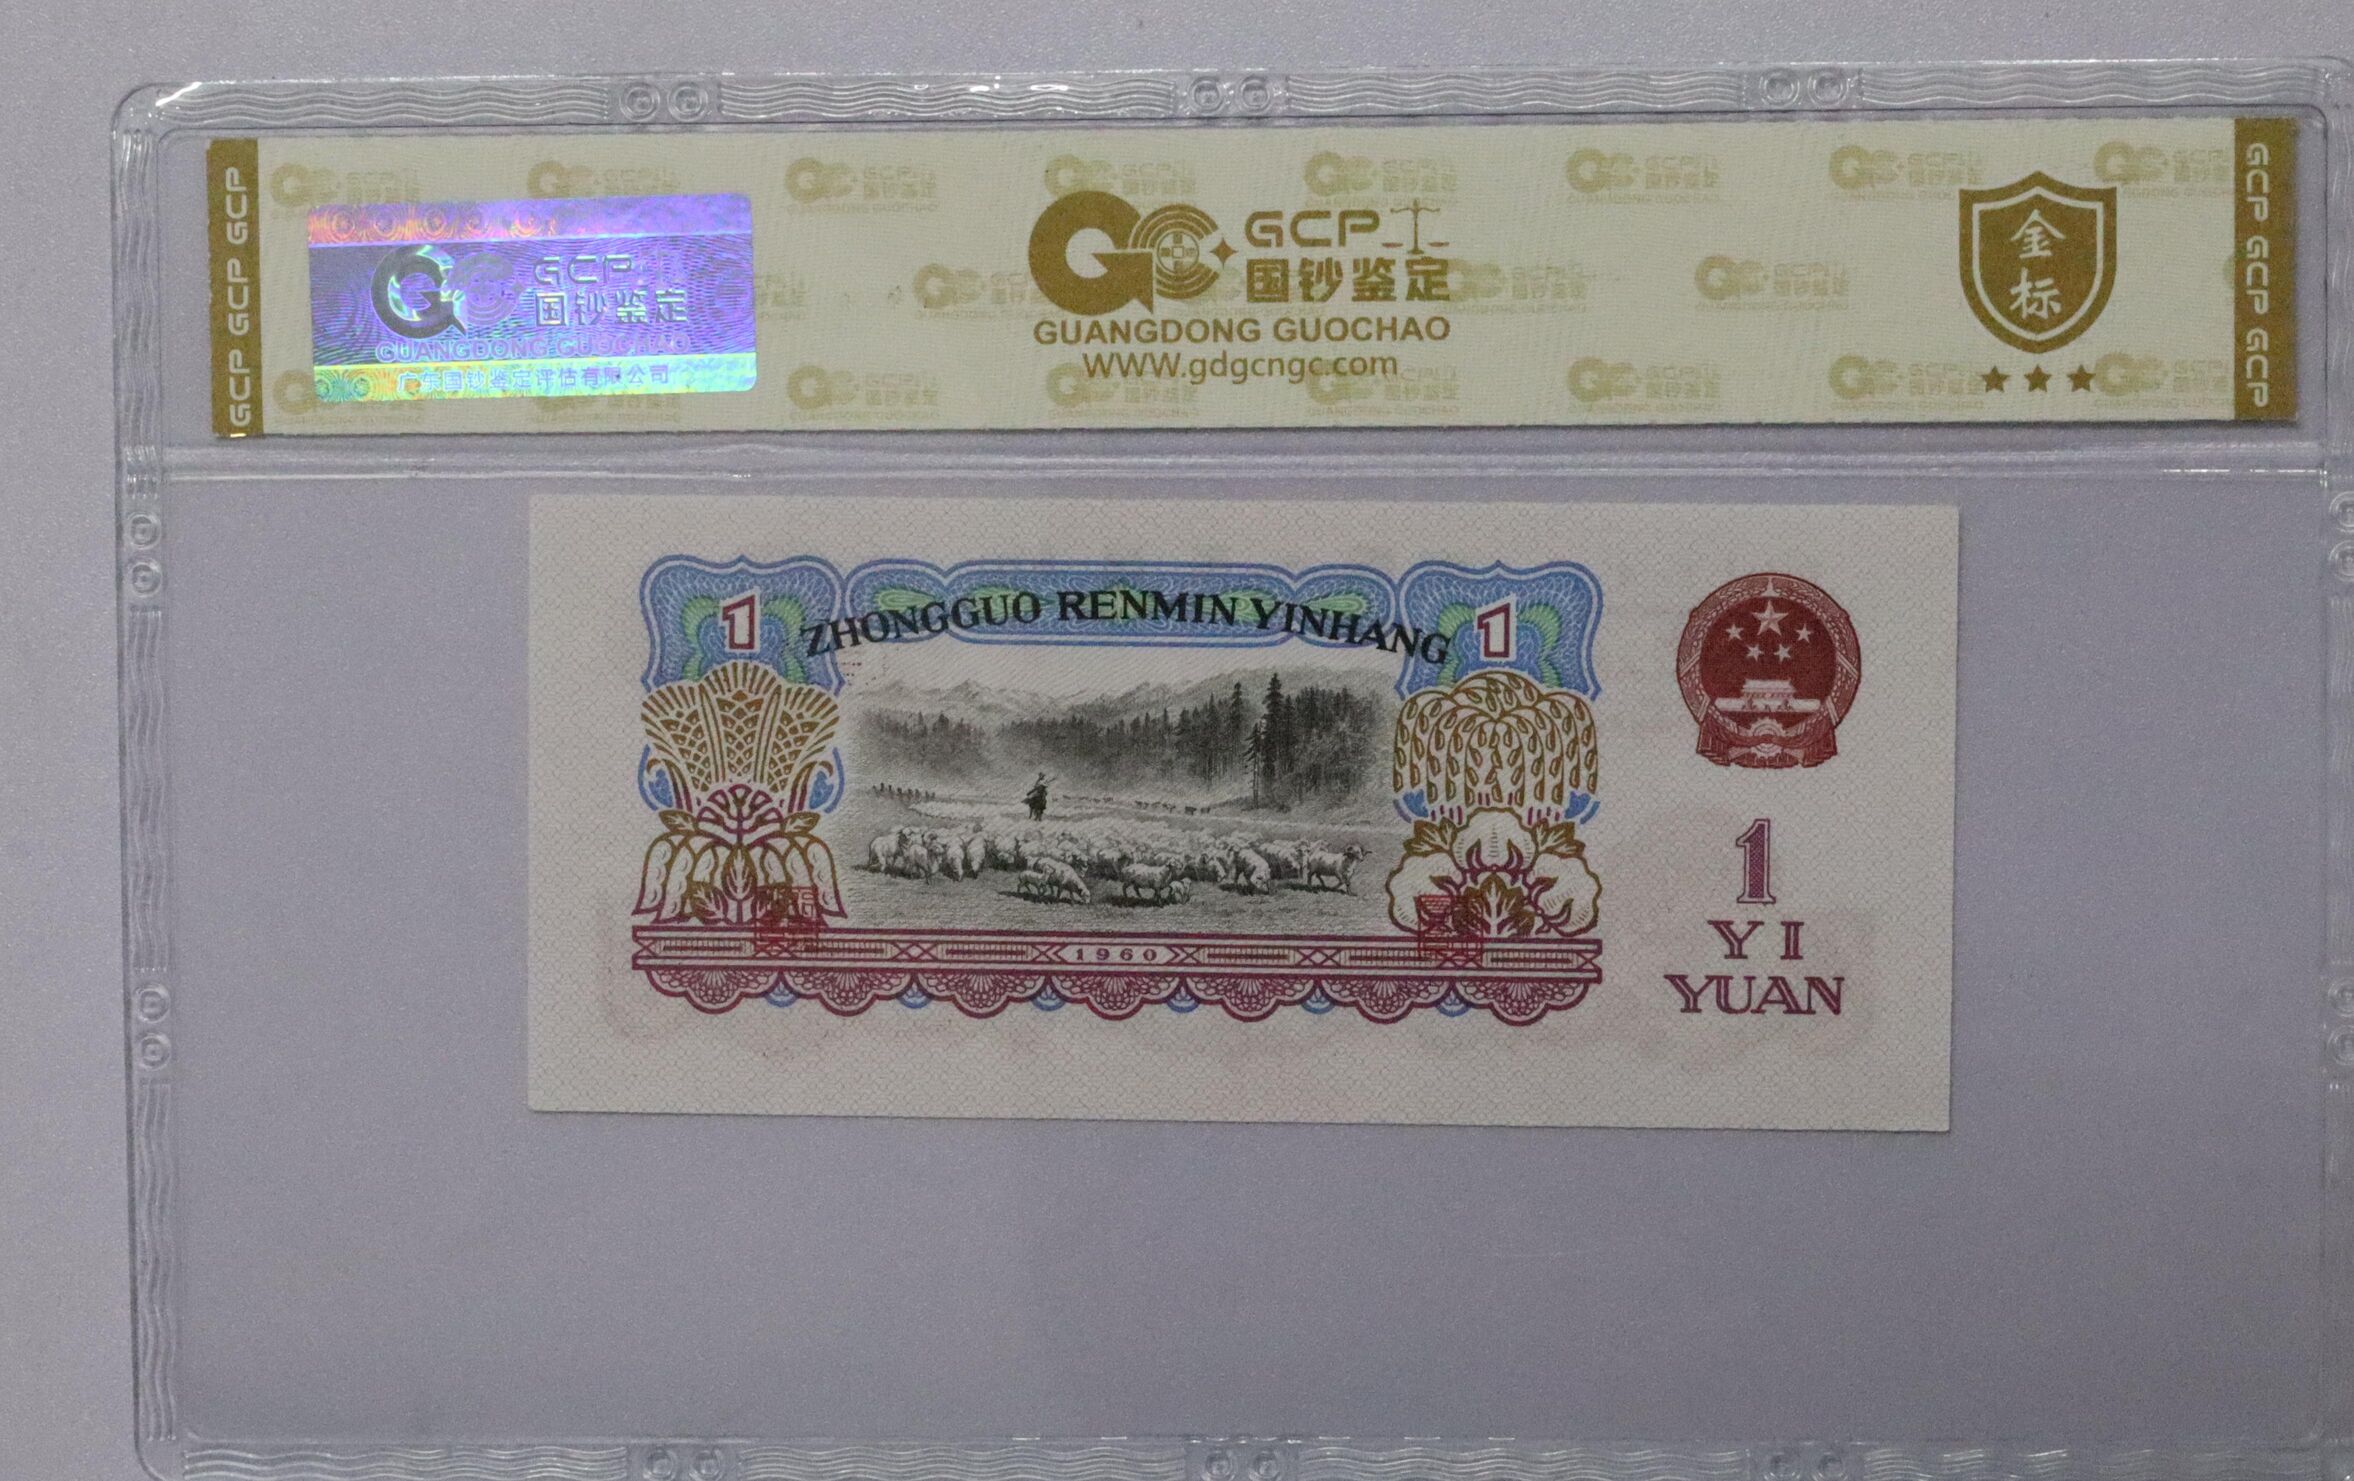 GCP GCP GCP
GCP
国钞鉴定
GUANGDONG GUOCHAO
广东国钞鉴定评估有限公司
GCP
国钞鉴定
GUANGDONG GUOCHAO
WWW.gdgcngc.com
金
标
GCP GCP GCP
1
ZHONGGUO RENMIN YINHANG
1
1960
1
YI
YUAN